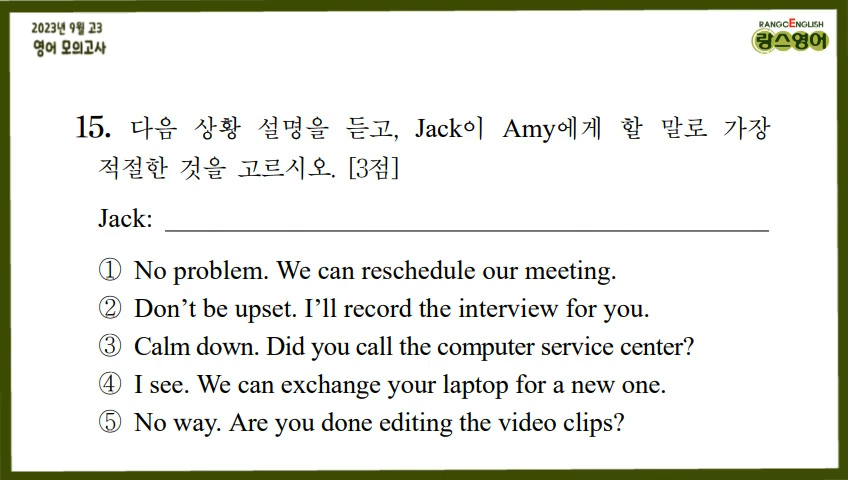 2023년 9월 고3
영어 모의고사
RANGOENGLISH
랑스영어
15. 다음 상황 설명을 듣고, Jack이 Amy에게 할 말로 가장
적절한 것을 고르시오. [3점]
Jack:
① No problem. We can reschedule our meeting.
② Don’t be upset. I’ll record the interview for you.
③ Calm down. Did you call the computer service center?
④ I see. We can exchange your laptop for a new one.
⑤ No way. Are you done editing the video clips?